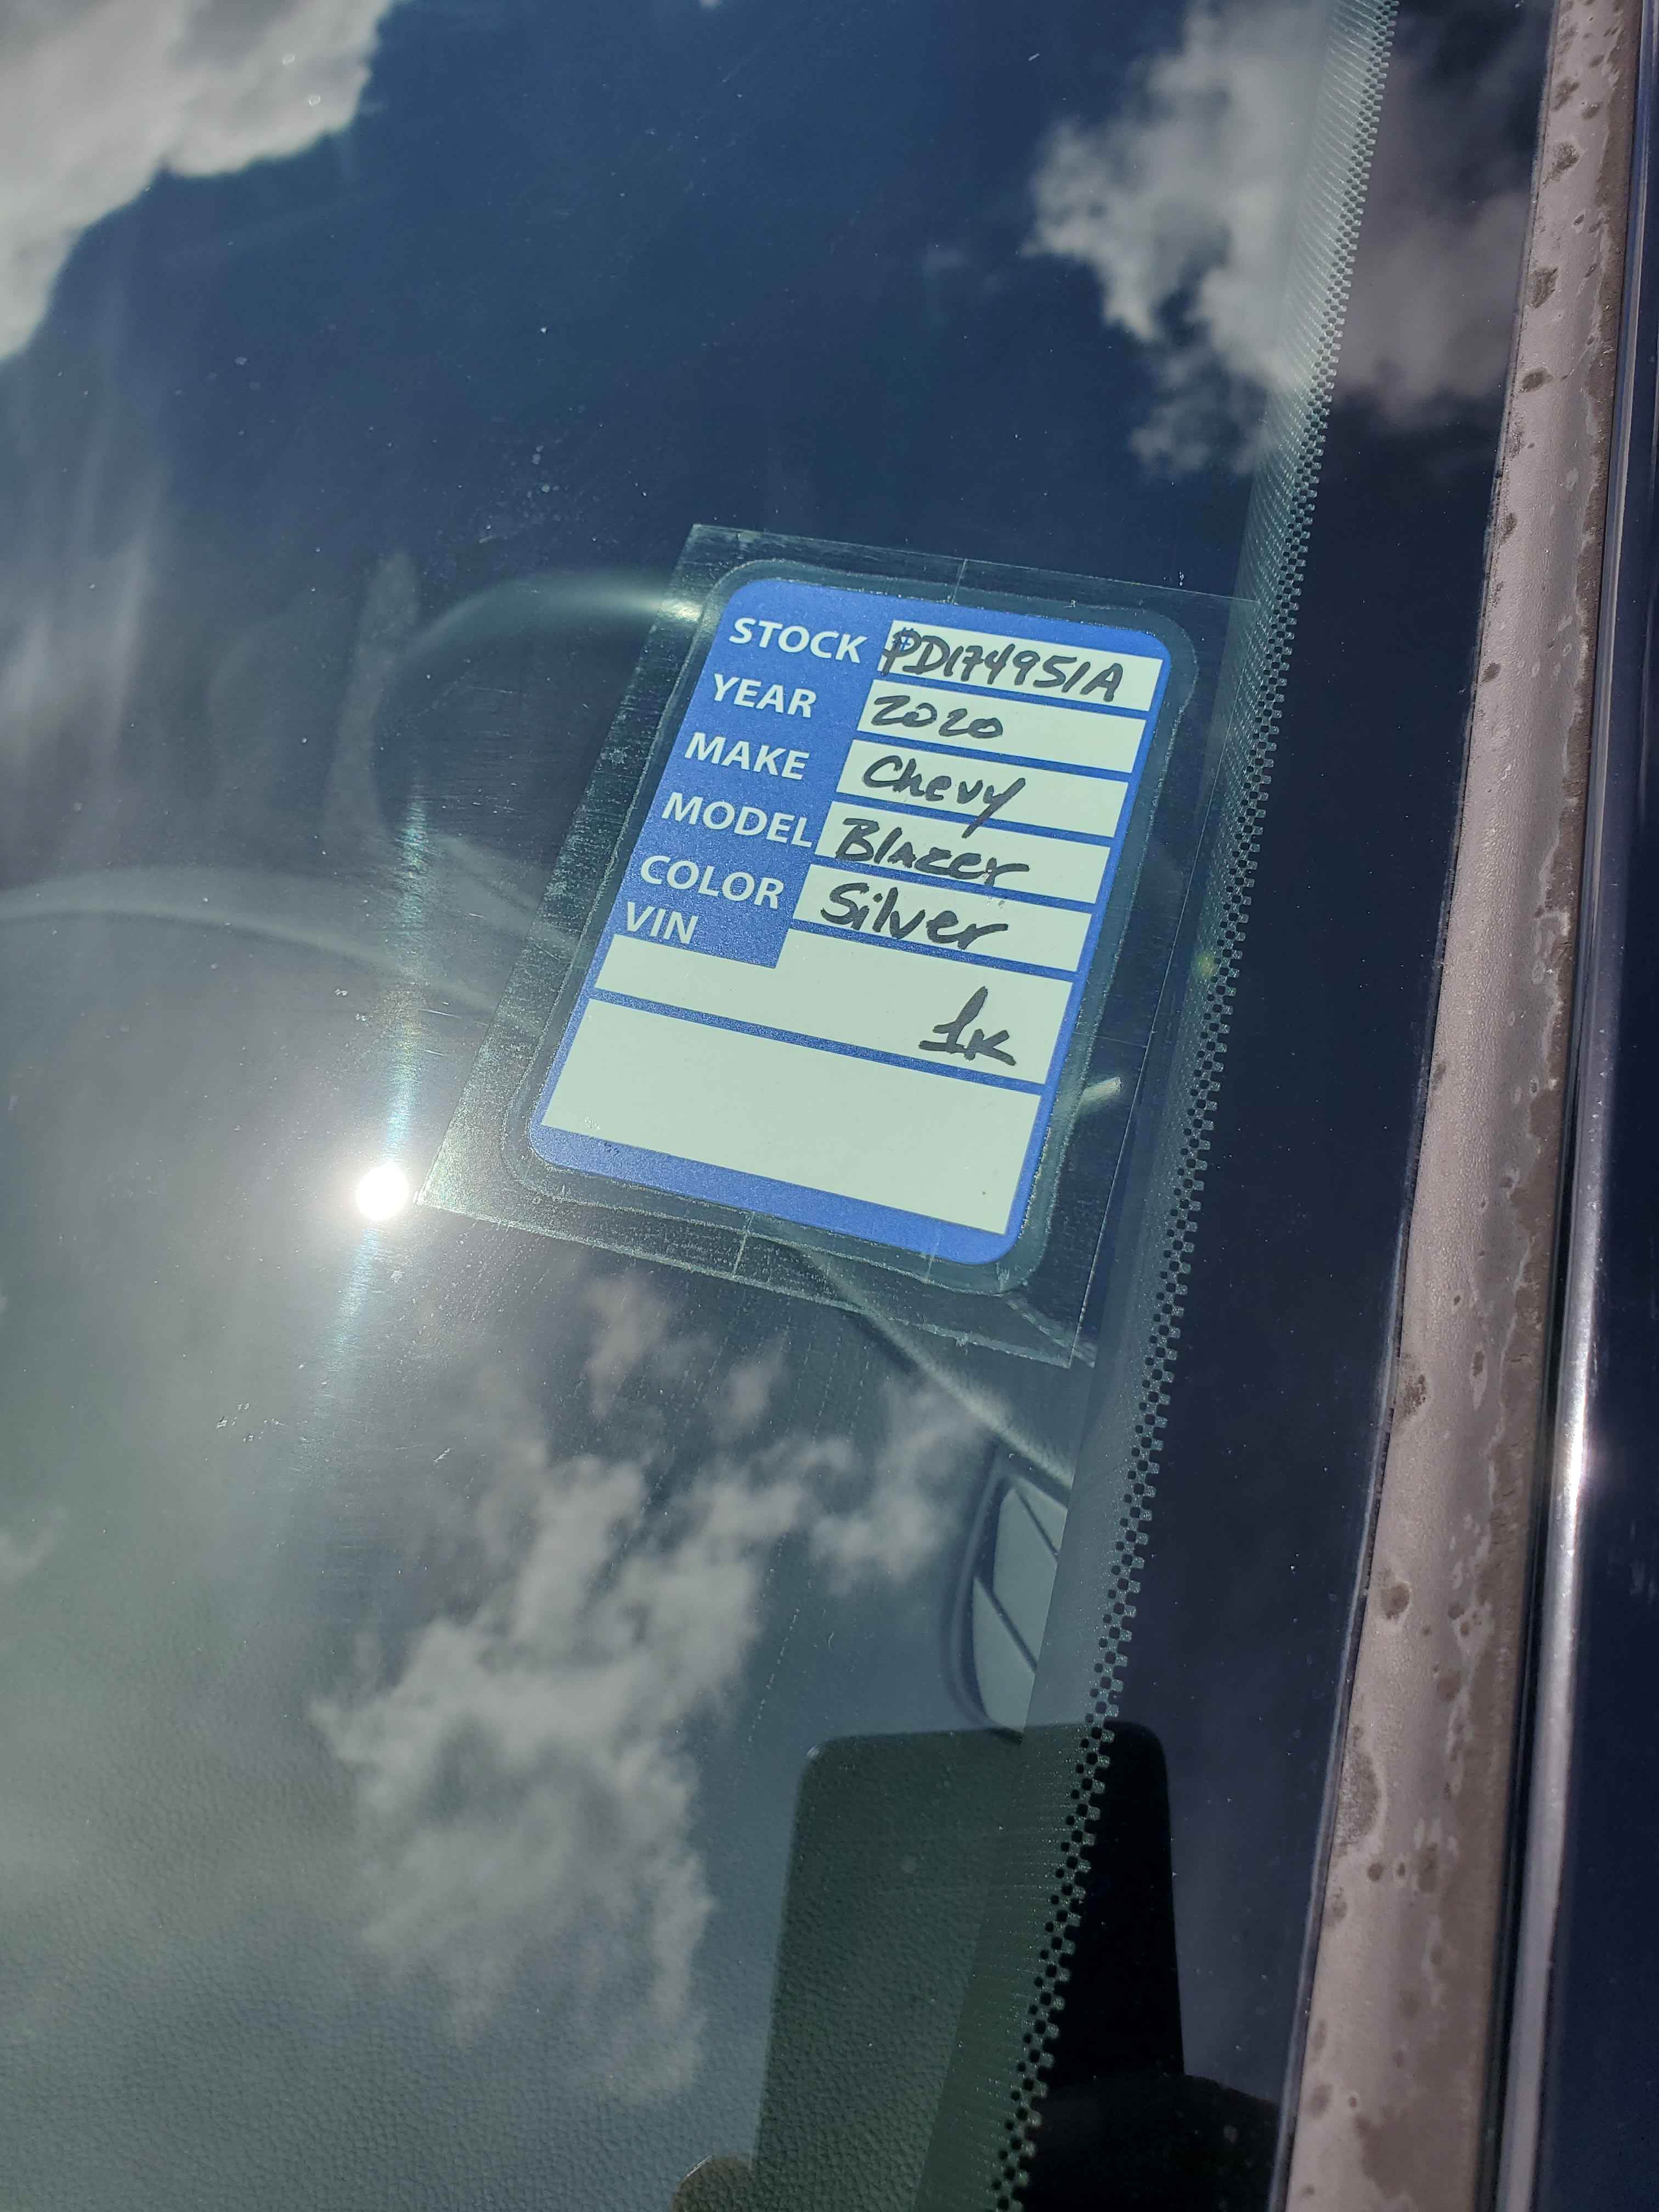 STOCK PD174951A
YEAR 2020
MAKE Chevy
MODEL Blazer
COLOR Silver
VIN
1K